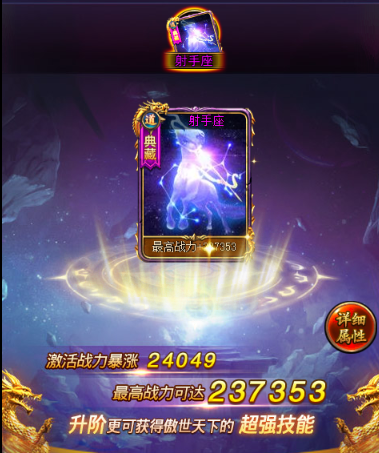 射手座
道
射手座
典藏
最高战力 237353
详细
属性
激活战力暴涨 24049
最高战力可达 237353
升阶更可获得傲世天下的 超强技能